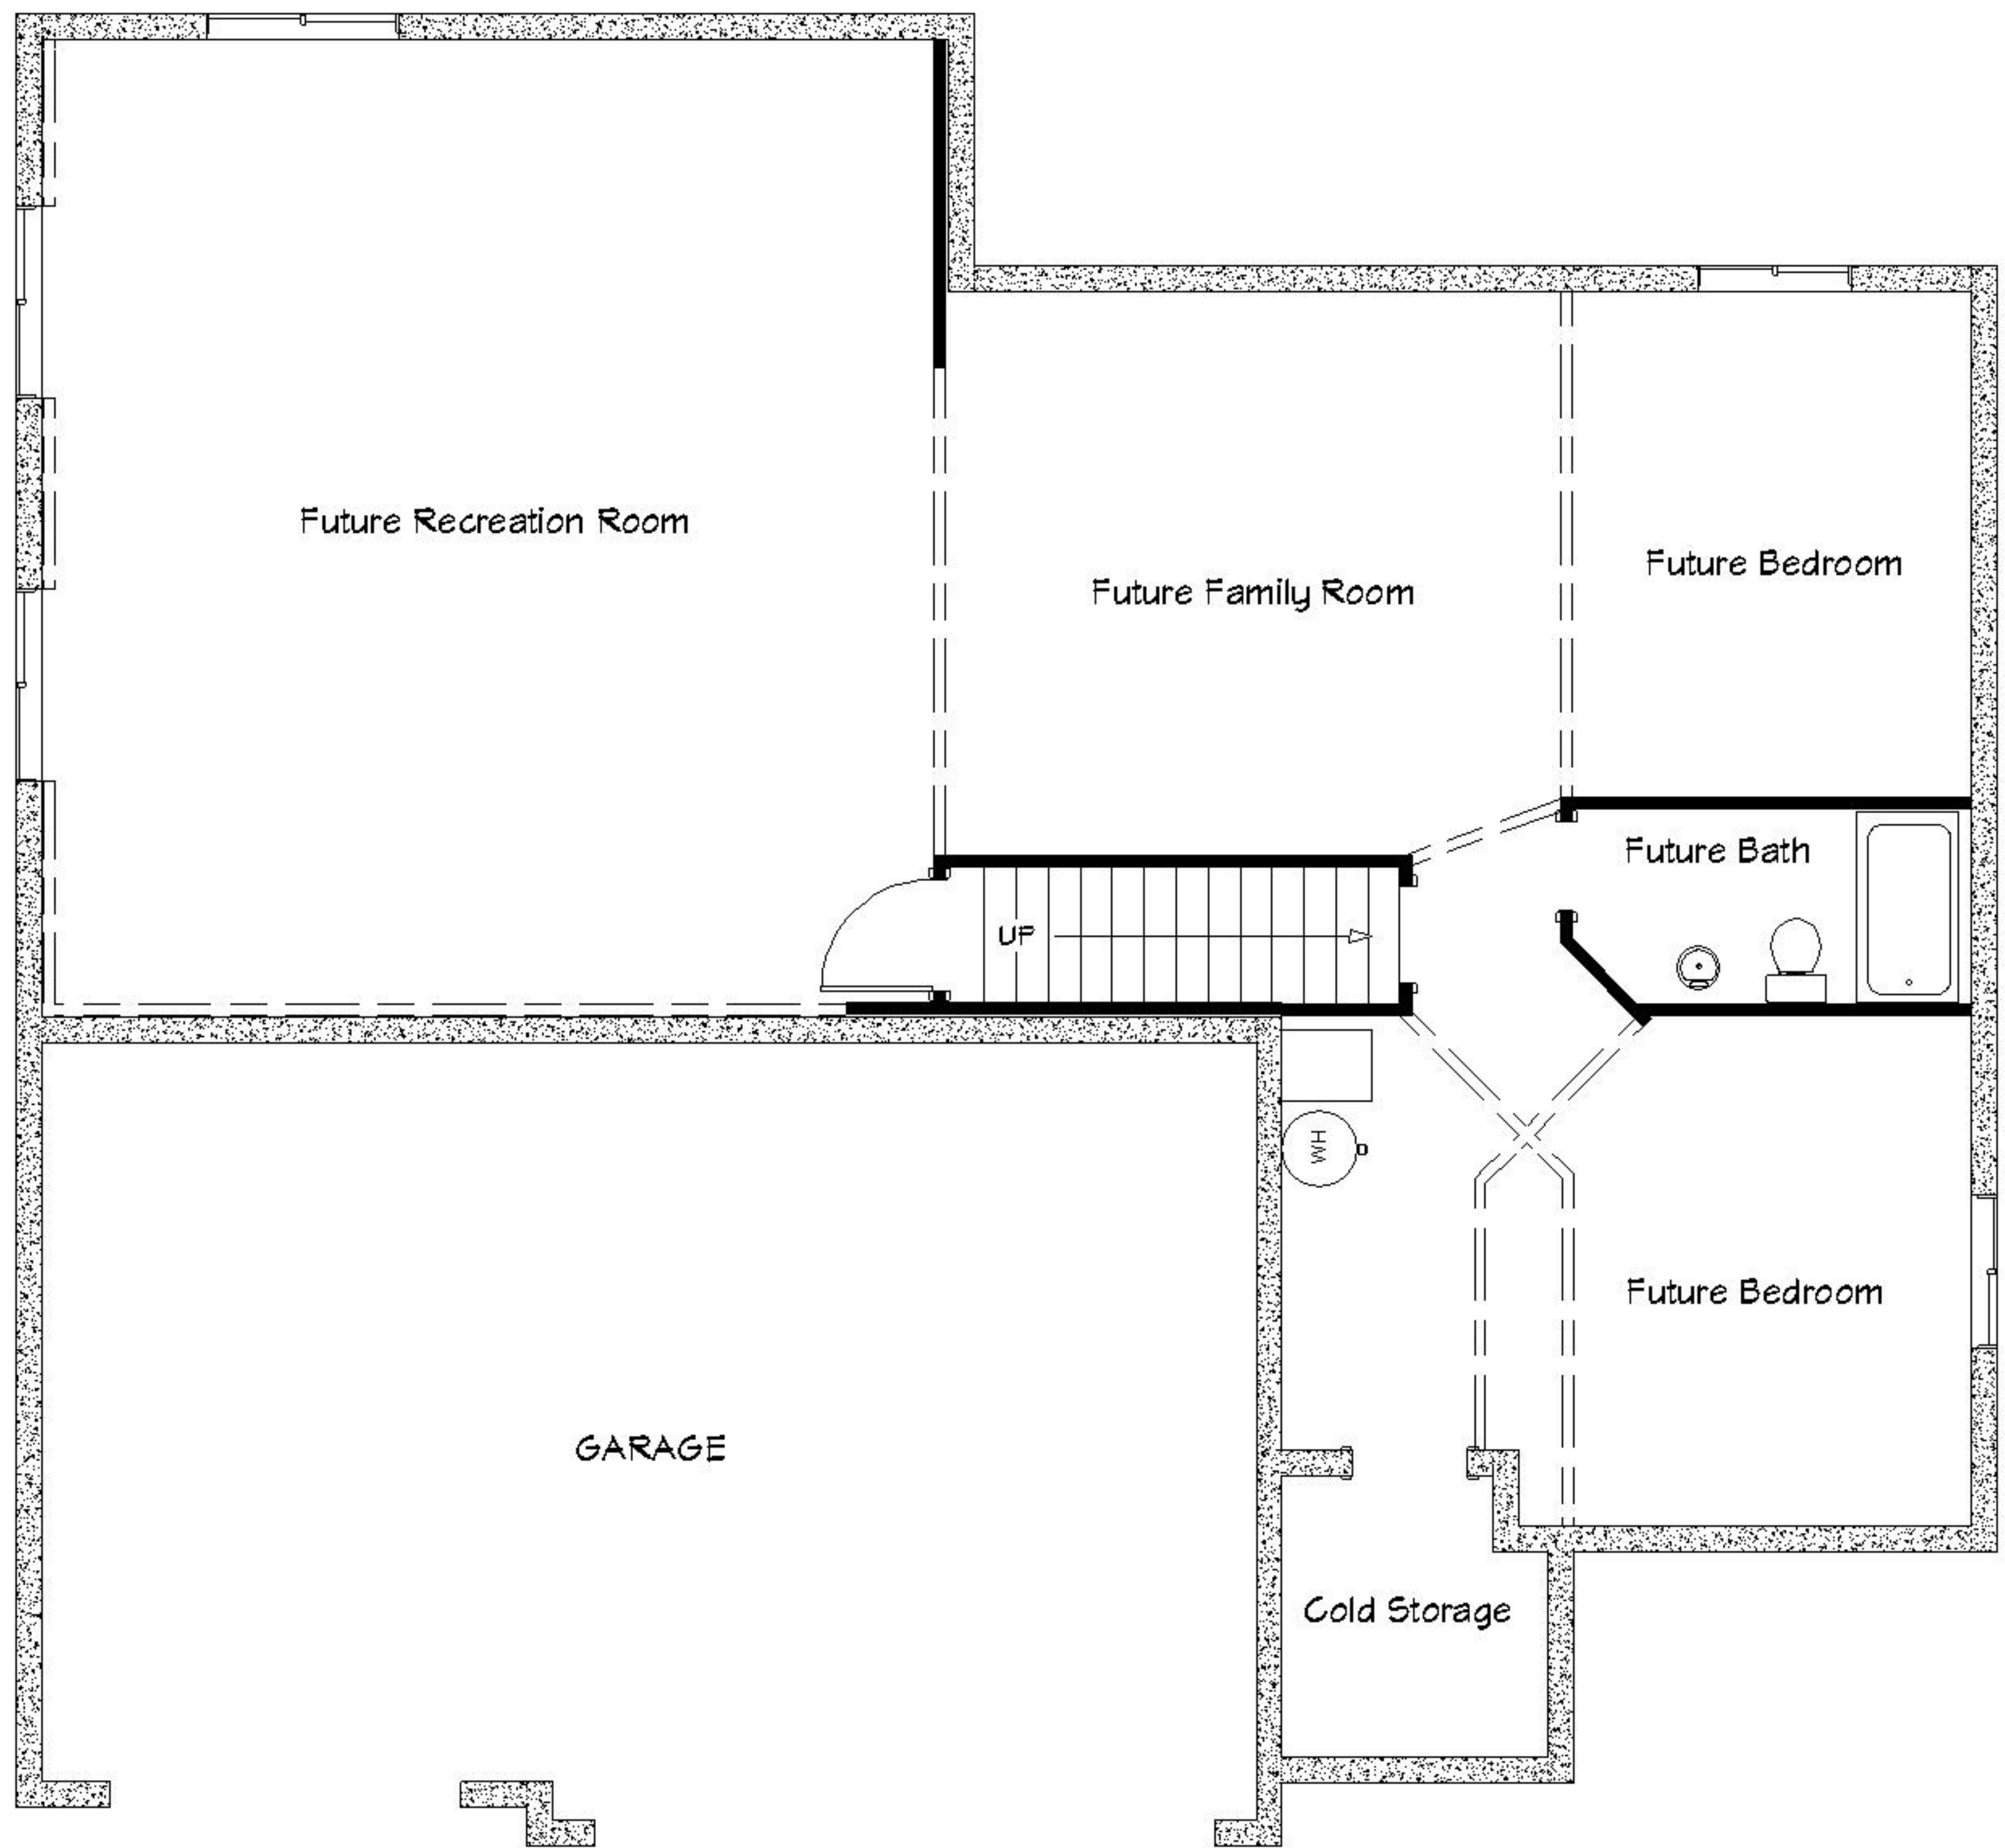 Future Recreation Room
Future Family Room
Future Bedroom
Future Bath
UP
WH
Future Bedroom
GARAGE
Cold Storage